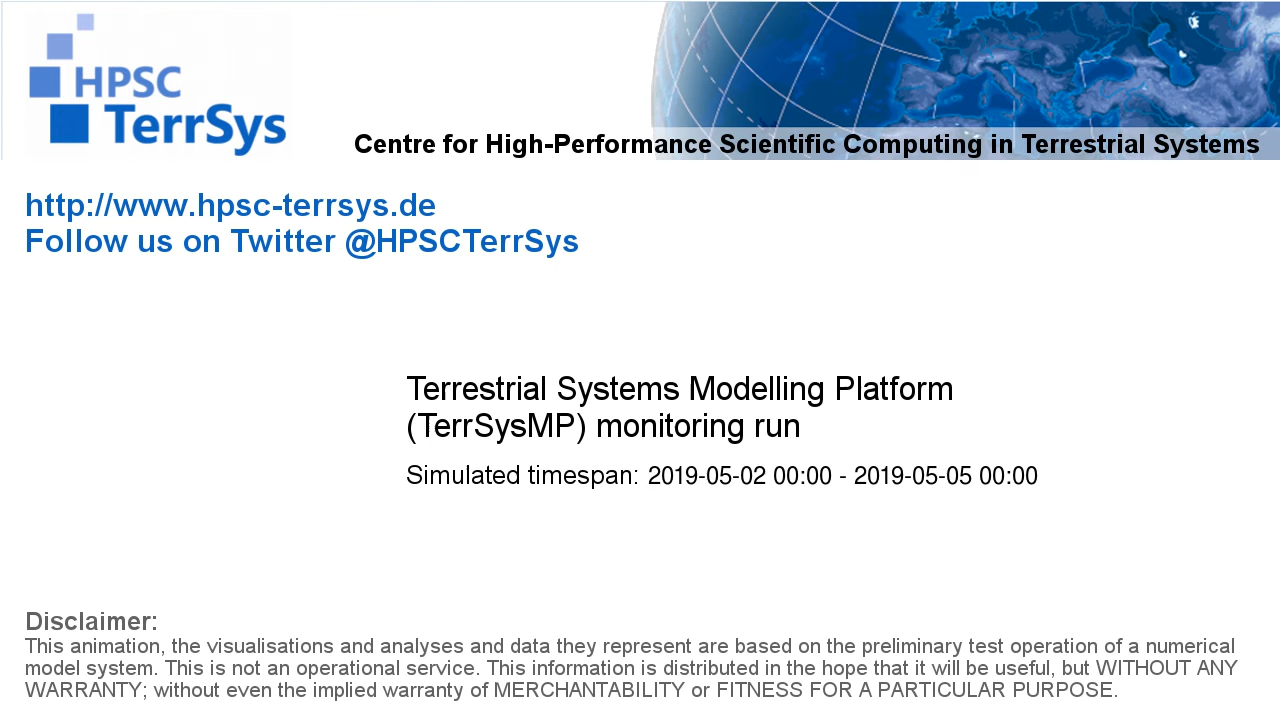 HPSC
TerrSys
Centre for High-Performance Scientific Computing in Terrestrial Systems
http://www.hpsc-terrsys.de
Follow us on Twitter @HPSCTerrSys
Terrestrial Systems Modelling Platform
(TerrSysMP) monitoring run
Simulated timespan: 2019-05-02 00:00 - 2019-05-05 00:00
Disclaimer:
This animation, the visualisations and analyses and data they represent are based on the preliminary test operation of a numerical
model system. This is not an operational service. This information is distributed in the hope that it will be useful, but WITHOUT ANY
WARRANTY; without even the implied warranty of MERCHANTABILITY or FITNESS FOR A PARTICULAR PURPOSE.